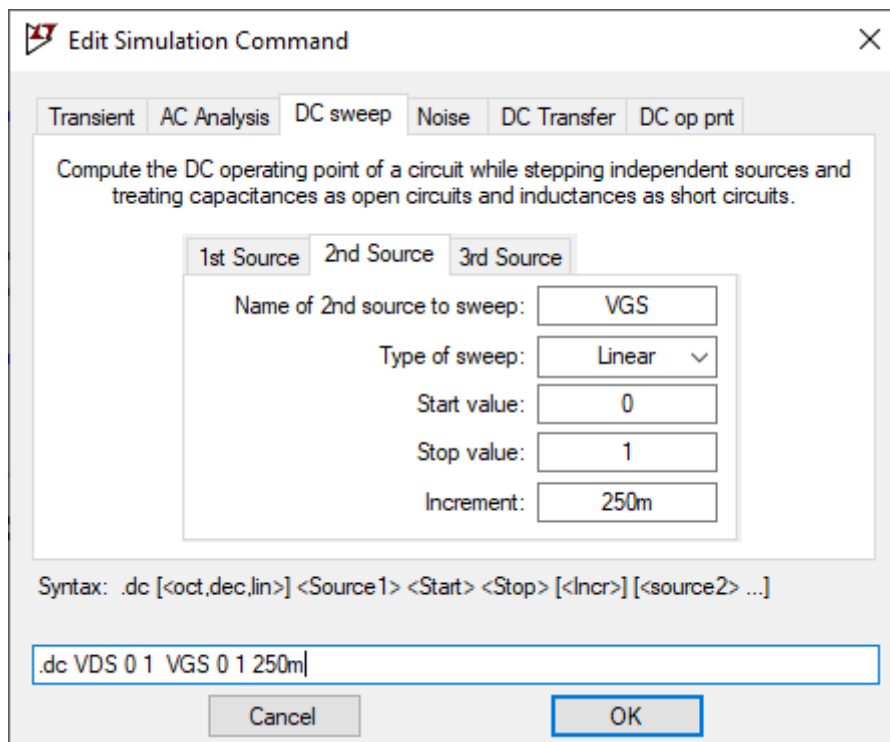 Edit Simulation Command
Transient AC Analysis DC sweep Noise DC Transfer DC op pnt
Compute the DC operating point of a circuit while stepping independent sources and
treating capacitances as open circuits and inductances as short circuits.
1st Source 2nd Source 3rd Source
Name of 2nd source to sweep: VGS
Type of sweep: Linear
Start value: 0
Stop value: 1
Increment: 250m
Syntax: .dc [<oct,dec,lin>] <Source1> <Start> <Stop> [<Incr>] [<source2> ...]
.dc VDS 0 1  VGS 0 1 250m
Cancel OK